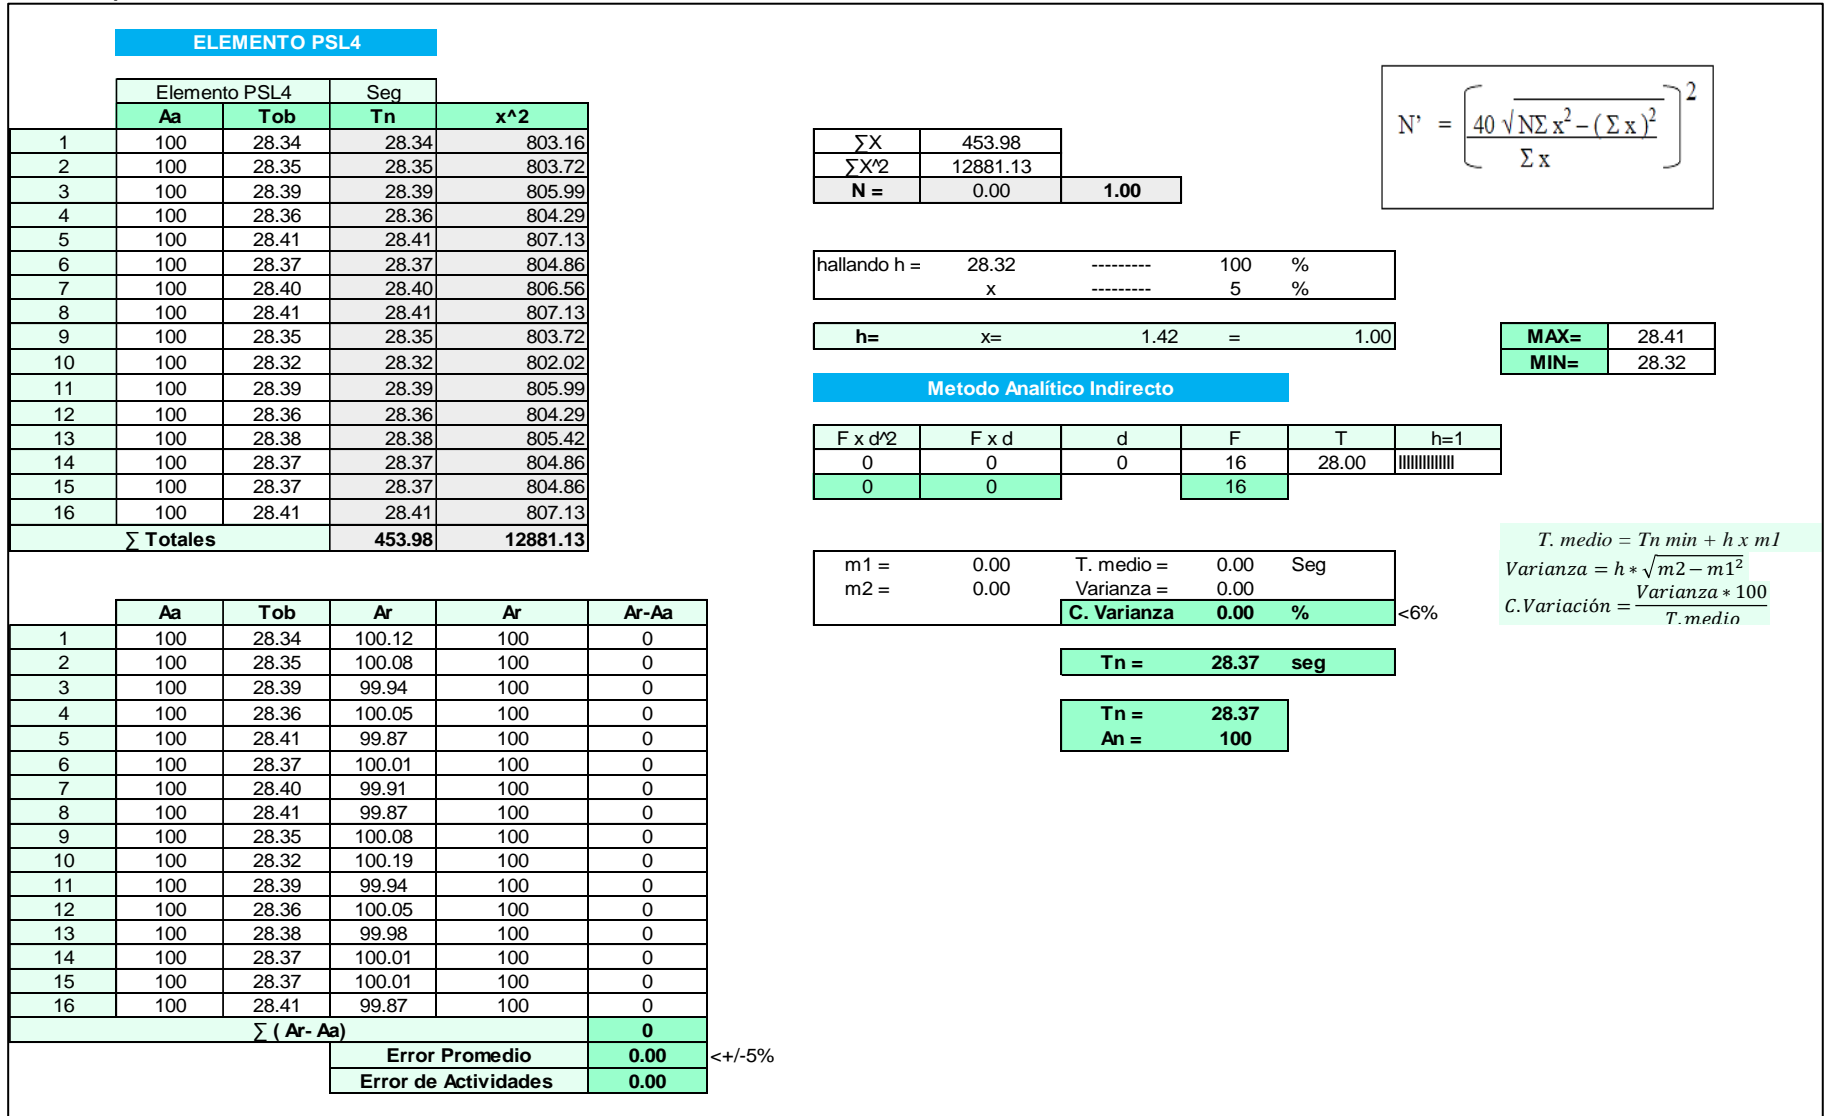 ELEMENTO PSL4
Elemento PSL4 Seg
Aa Tob Tn x^2
1 100 28.34 28.34 803.16
2 100 28.35 28.35 803.72
3 100 28.39 28.39 805.99
4 100 28.36 28.36 804.29
5 100 28.41 28.41 807.13
6 100 28.37 28.37 804.86
7 100 28.40 28.40 806.56
8 100 28.41 28.41 807.13
9 100 28.35 28.35 803.72
10 100 28.32 28.32 802.02
11 100 28.39 28.39 805.99
12 100 28.36 28.36 804.29
13 100 28.38 28.38 805.42
14 100 28.37 28.37 804.86
15 100 28.37 28.37 804.86
16 100 28.41 28.41 807.13
∑ Totales 453.98 12881.13
Aa Tob Ar Ar Ar-Aa
1 100 28.34 100.12 100 0
2 100 28.35 100.08 100 0
3 100 28.39 99.94 100 0
4 100 28.36 100.05 100 0
5 100 28.41 99.87 100 0
6 100 28.37 100.01 100 0
7 100 28.40 99.91 100 0
8 100 28.41 99.87 100 0
9 100 28.35 100.08 100 0
10 100 28.32 100.19 100 0
11 100 28.39 99.94 100 0
12 100 28.36 100.05 100 0
13 100 28.38 99.98 100 0
14 100 28.37 100.01 100 0
15 100 28.37 100.01 100 0
16 100 28.41 99.87 100 0
∑ ( Ar- Aa) 0
Error Promedio 0.00 <+/-5%
Error de Actividades 0.00
∑X 453.98
∑X^2 12881.13
N = 0.00 1.00
N' = ( 40 √ NΣ x² – ( Σ x )² / Σ x )²
hallando h = 28.32 --------- 100 %
x --------- 5 %
h= x= 1.42 = 1.00
MAX= 28.41
MIN= 28.32
Metodo Analítico Indirecto
F x d^2 F x d d F T h=1
0 0 0 16 28.00 IIIIIIIIIIIIII
0 0 16
m1 = 0.00 T. medio = 0.00 Seg
m2 = 0.00 Varianza = 0.00
C. Varianza 0.00 % <6%
T. medio = Tn min + h x m1
Varianza = h * √m2 − m1²
C.Variación = Varianza * 100 / T.medio
Tn = 28.37 seg
Tn = 28.37
An = 100